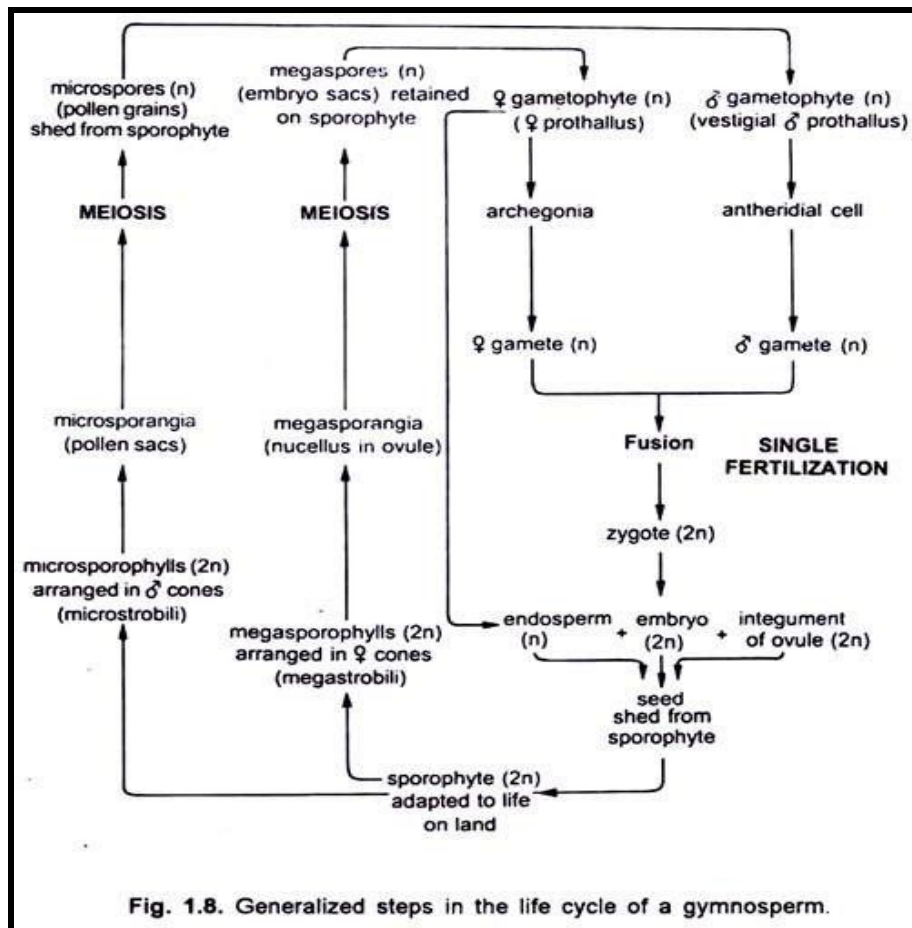 microspores (n)
(pollen grains)
shed from sporophyte
megaspores (n)
(embryo sacs) retained
on sporophyte
♀ gametophyte (n)
(♀ prothallus)
♂ gametophyte (n)
(vestigial ♂ prothallus)
MEIOSIS
MEIOSIS
archegonia
antheridial cell
♀ gamete (n)
♂ gamete (n)
microsporangia
(pollen sacs)
megasporangia
(nucellus in ovule)
Fusion
SINGLE
FERTILIZATION
zygote (2n)
microsporophylls (2n)
arranged in ♂ cones
(microstrobili)
megasporophylls (2n)
arranged in ♀ cones
(megastrobili)
endosperm + embryo + integument
(n) (2n) of ovule (2n)
seed
shed from
sporophyte
sporophyte (2n)
adapted to life
on land
Fig. 1.8. Generalized steps in the life cycle of a gymnosperm.